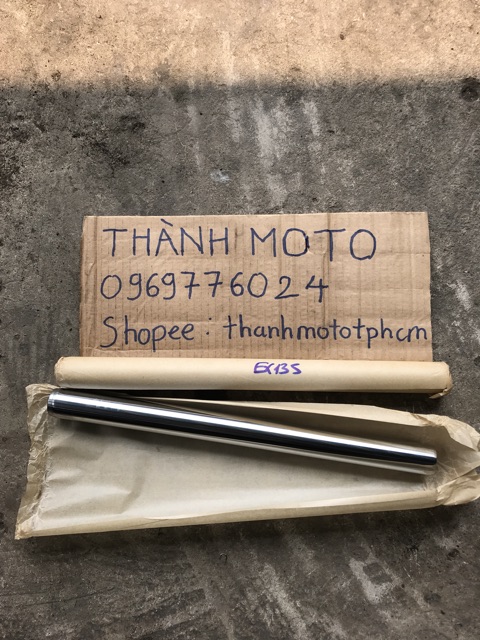 THÀNH MOTO
0969776024
Shopee : thanhmototphcm
EX135